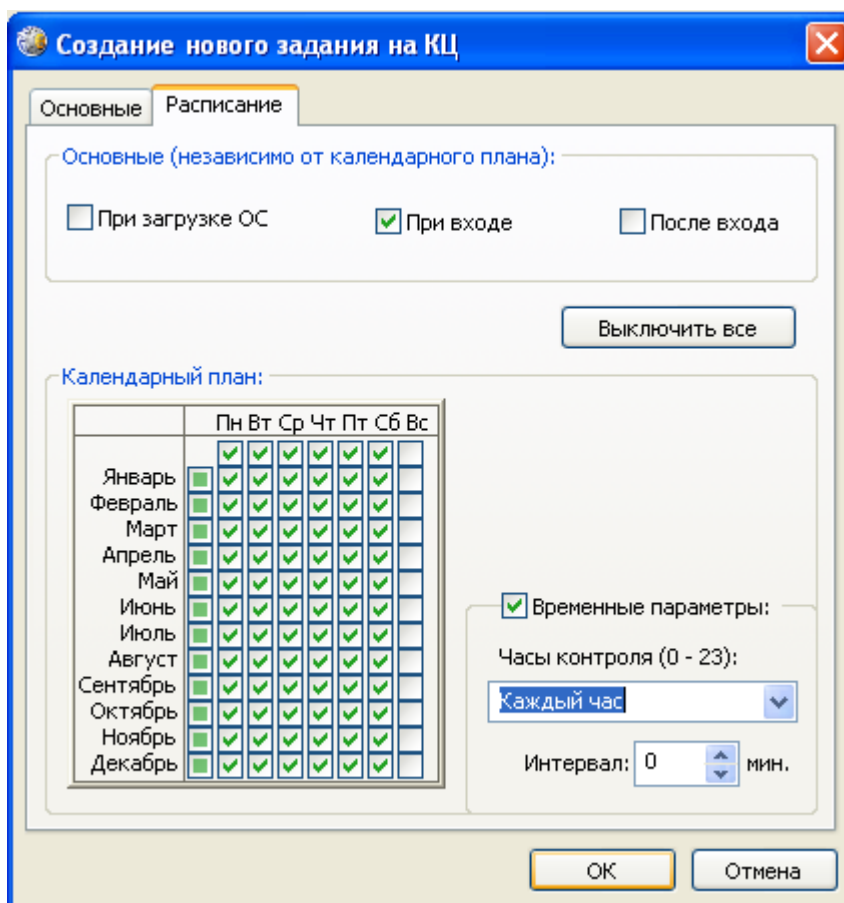 Создание нового задания на КЦ
Основные Расписание
Основные (независимо от календарного плана):
При загрузке ОС При входе После входа
Выключить все
Календарный план:
Пн Вт Ср Чт Пт Сб Вс
Январь
Февраль
Март
Апрель
Май
Июнь
Июль
Август
Сентябрь
Октябрь
Ноябрь
Декабрь
Временные параметры:
Часы контроля (0 - 23):
Каждый час
Интервал: 0 мин.
ОК Отмена